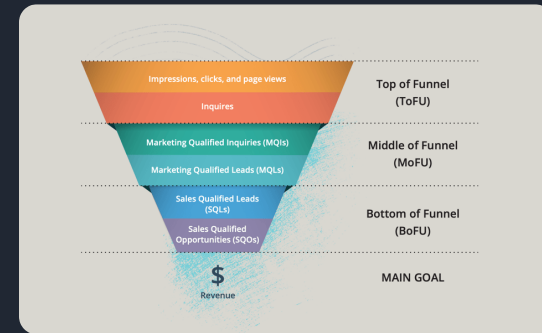 Impressions, clicks, and page views
Inquires
Top of Funnel
(ToFU)
Marketing Qualified Inquiries (MQIs)
Marketing Qualified Leads (MQLs)
Middle of Funnel
(MoFU)
Sales Qualified Leads
(SQLs)
Sales Qualified
Opportunities (SQOs)
Bottom of Funnel
(BoFU)
$
Revenue
MAIN GOAL